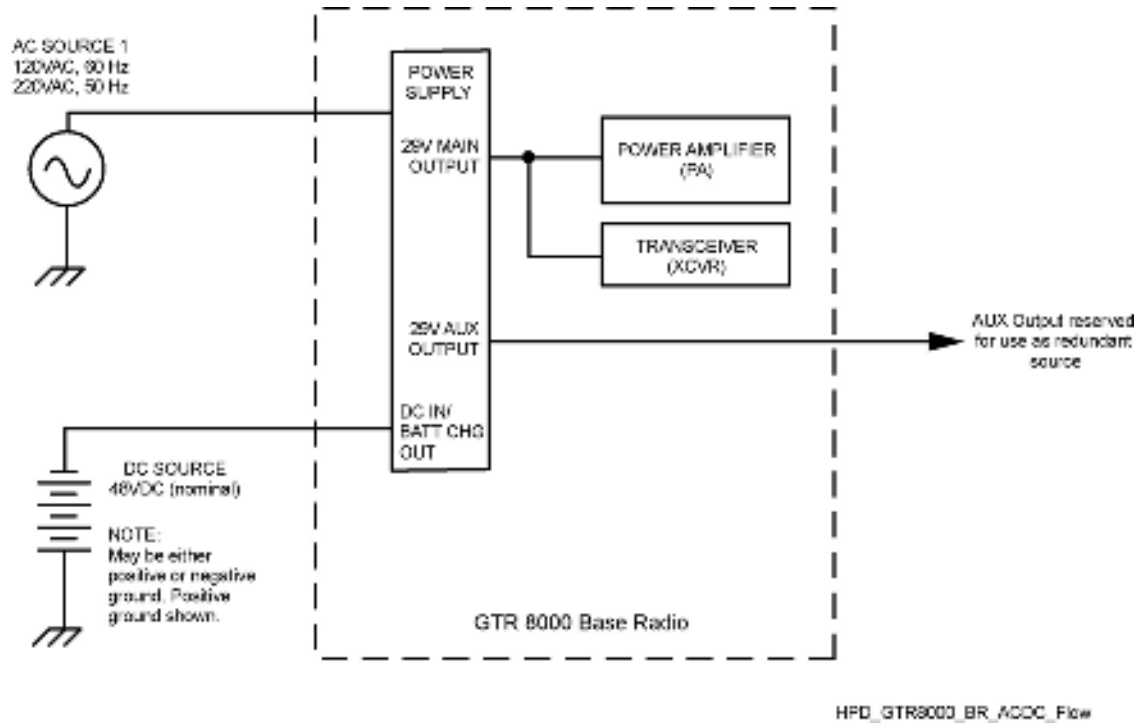 AC SOURCE 1
120VAC, 60 Hz
220VAC, 50 Hz
POWER
SUPPLY
29V MAIN
OUTPUT
POWER AMPLIFIER
(PA)
TRANSCEIVER
(XCVR)
29V AUX
OUTPUT
AUX Output reserved
for use as redundant
source
DC IN/
BATT CHG
OUT
DC SOURCE
48VDC (nominal)
NOTE:
May be either
positive or negative
ground. Positive
ground shown.
GTR 8000 Base Radio
HPD_GTR8000_BR_ACDC_Flow